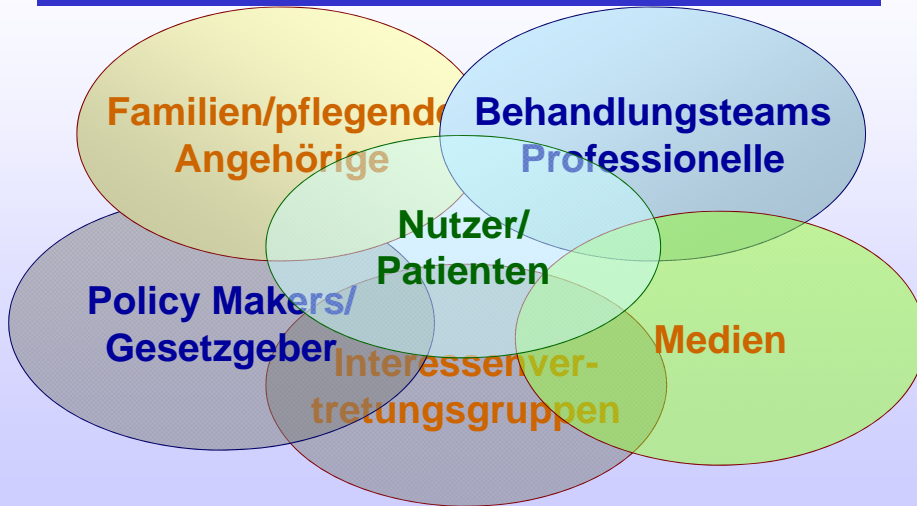 Familien/pflegende
Angehörige
Behandlungsteams
Professionelle
Nutzer/
Patienten
Policy Makers/
Gesetzgeber
Medien
Interessenver-
tretungsgruppen